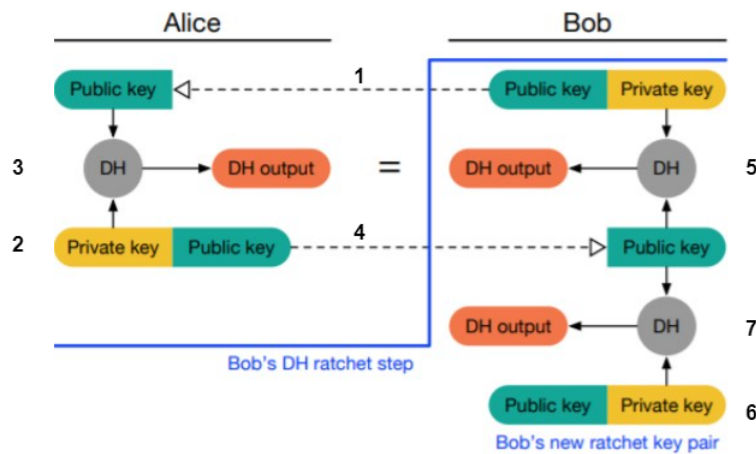 Alice Bob
Public key 1 Public key Private key
3 DH DH output = DH output DH 5
2 Private key Public key 4 Public key
DH output DH 7
Bob's DH ratchet step
Public key Private key 6
Bob's new ratchet key pair